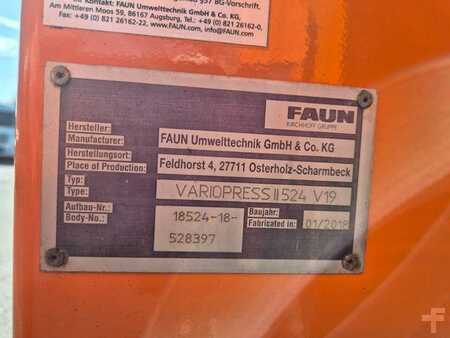 957 BG-Vorschrift.
Kontakt: FAUN Umwelttechnik GmbH & Co. KG,
Am Mittleren Moos 59, 86167 Augsburg, Tel.: +49 (0) 821 26162-0,
Fax: +49 (0) 821 26162-22, www.FAUN.com
FAUN
KIRCHHOFF GRUPPE
Hersteller:
Manufacturer:
FAUN Umwelttechnik GmbH & Co. KG
Herstellungsort:
Place of Production:
Feldhorst 4, 27711 Osterholz-Scharmbeck
Typ:
Type
VARIOPRESS II 524 V19
Aufbau-Nr.:
Body-No.:
18524-18-
528397
Baujahr:
Fabricated in:
01/2018